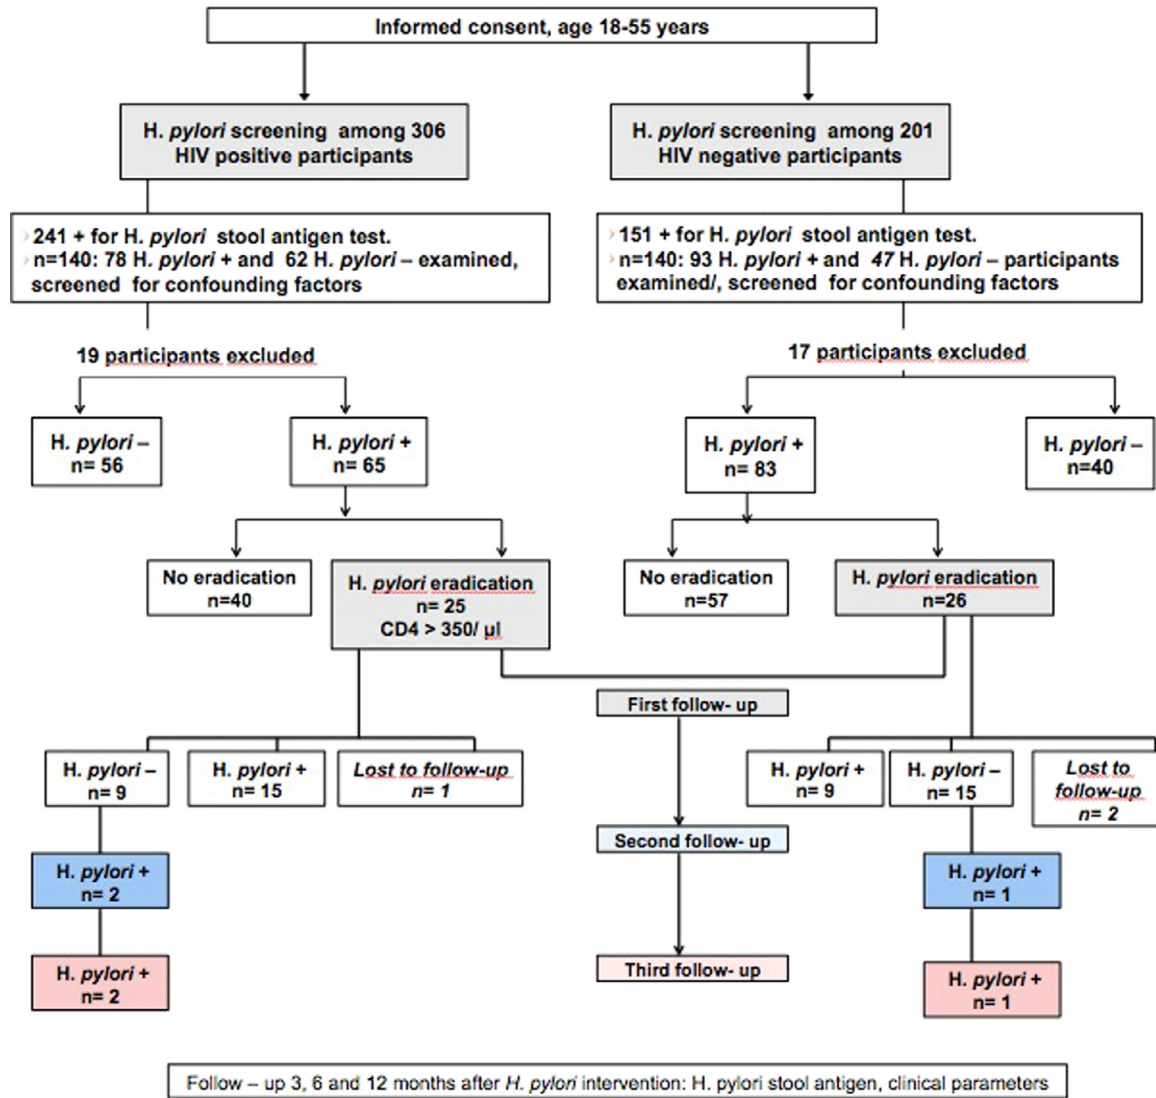 Informed consent, age 18-55 years
H. pylori screening among 306
HIV positive participants
H. pylori screening among 201
HIV negative participants
›241 + for H. pylori stool antigen test.
›n=140: 78 H. pylori + and 62 H. pylori – examined,
screened for confounding factors
›151 + for H. pylori stool antigen test.
›n=140: 93 H. pylori + and 47 H. pylori – participants
examined/, screened for confounding factors
19 participants excluded
17 participants excluded
H. pylori –
n= 56
H. pylori +
n= 65
H. pylori +
n= 83
H. pylori –
n=40
No eradication
n=40
H. pylori eradication
n= 25
CD4 > 350/ µl
No eradication
n=57
H. pylori eradication
n=26
First follow- up
H. pylori –
n= 9
H. pylori +
n= 15
Lost to follow-up
n= 1
H. pylori +
n= 9
H. pylori –
n= 15
Lost to
follow-up
n= 2
Second follow- up
H. pylori +
n= 2
H. pylori +
n= 1
Third follow- up
H. pylori +
n= 2
H. pylori +
n= 1
Follow – up 3, 6 and 12 months after H. pylori intervention: H. pylori stool antigen, clinical parameters